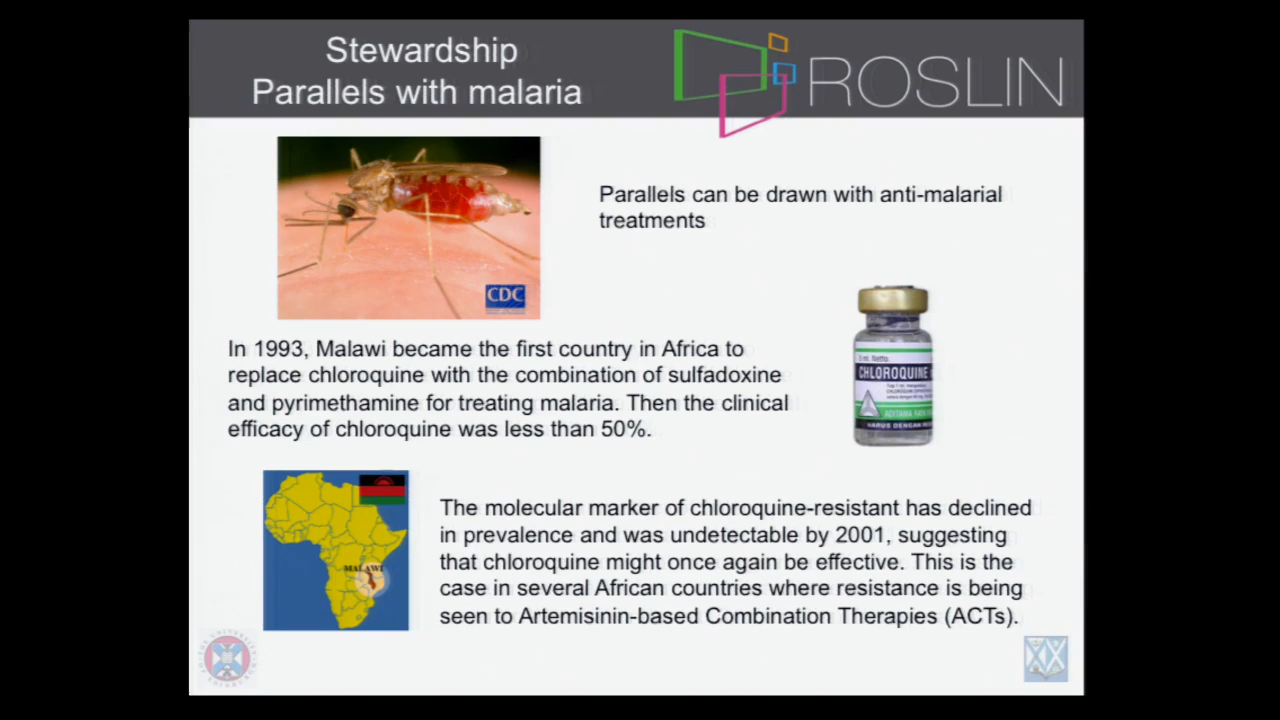 Stewardship
Parallels with malaria
ROSLIN
Parallels can be drawn with anti-malarial
treatments
CDC
In 1993, Malawi became the first country in Africa to
replace chloroquine with the combination of sulfadoxine
and pyrimethamine for treating malaria. Then the clinical
efficacy of chloroquine was less than 50%.
CHLOROQUINE
ADITAMA
HARUS DENGAN
MALAWI
The molecular marker of chloroquine-resistant has declined
in prevalence and was undetectable by 2001, suggesting
that chloroquine might once again be effective. This is the
case in several African countries where resistance is being
seen to Artemisinin-based Combination Therapies (ACTs).